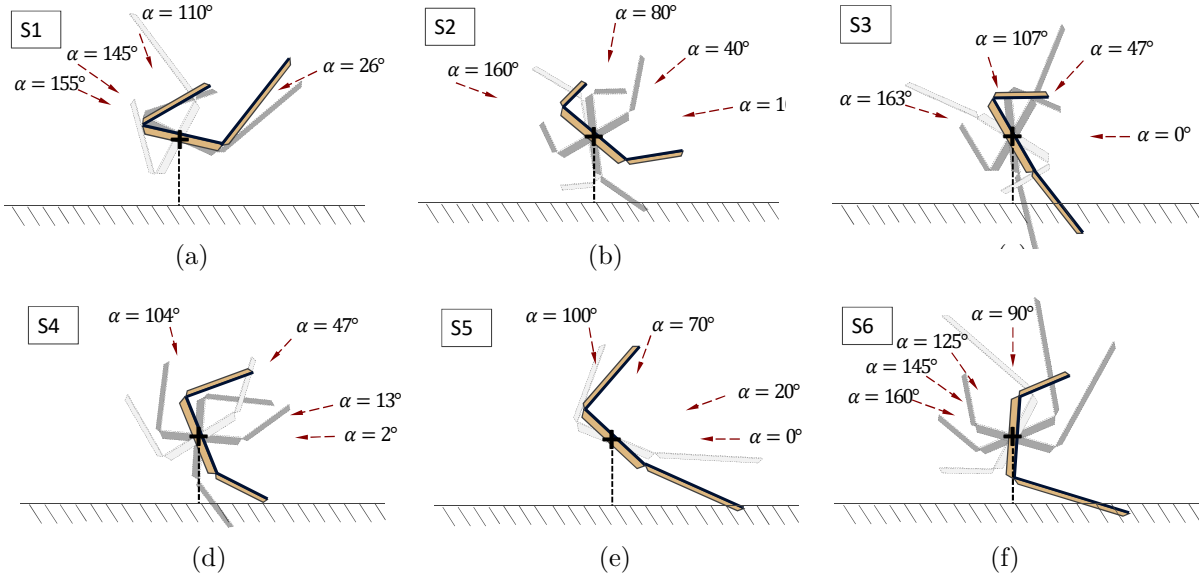 S1
α = 110°
α = 145°
α = 155°
α = 26°
(a)
S2
α = 80°
α = 40°
α = 160°
(b)
S3
α = 107°
α = 47°
α = 163°
α = 0°
S4
α = 104°
α = 47°
α = 13°
α = 2°
(d)
S5
α = 100°
α = 70°
α = 20°
α = 0°
(e)
S6
α = 90°
α = 125°
α = 145°
α = 160°
(f)